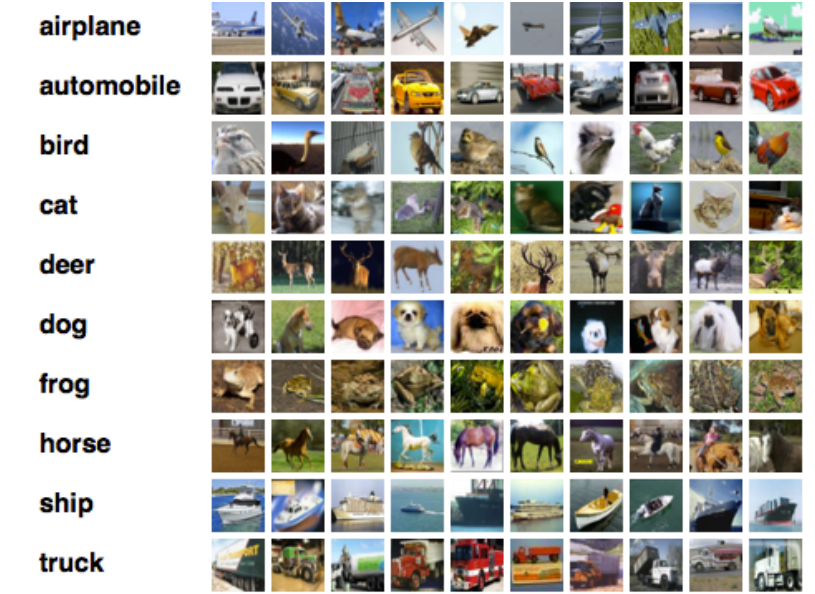 airplane
automobile
bird
cat
deer
dog
frog
horse
ship
truck